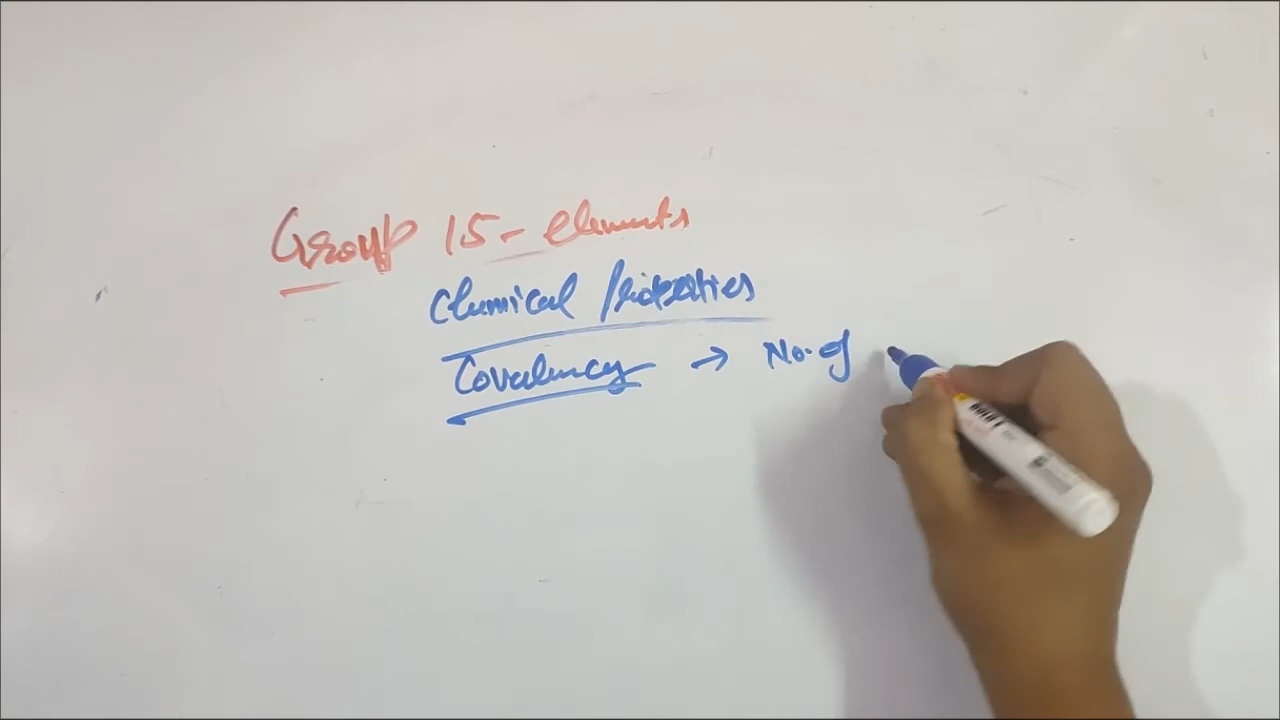 Group 15 - elements
Chemical Properties
Covalency → No. of